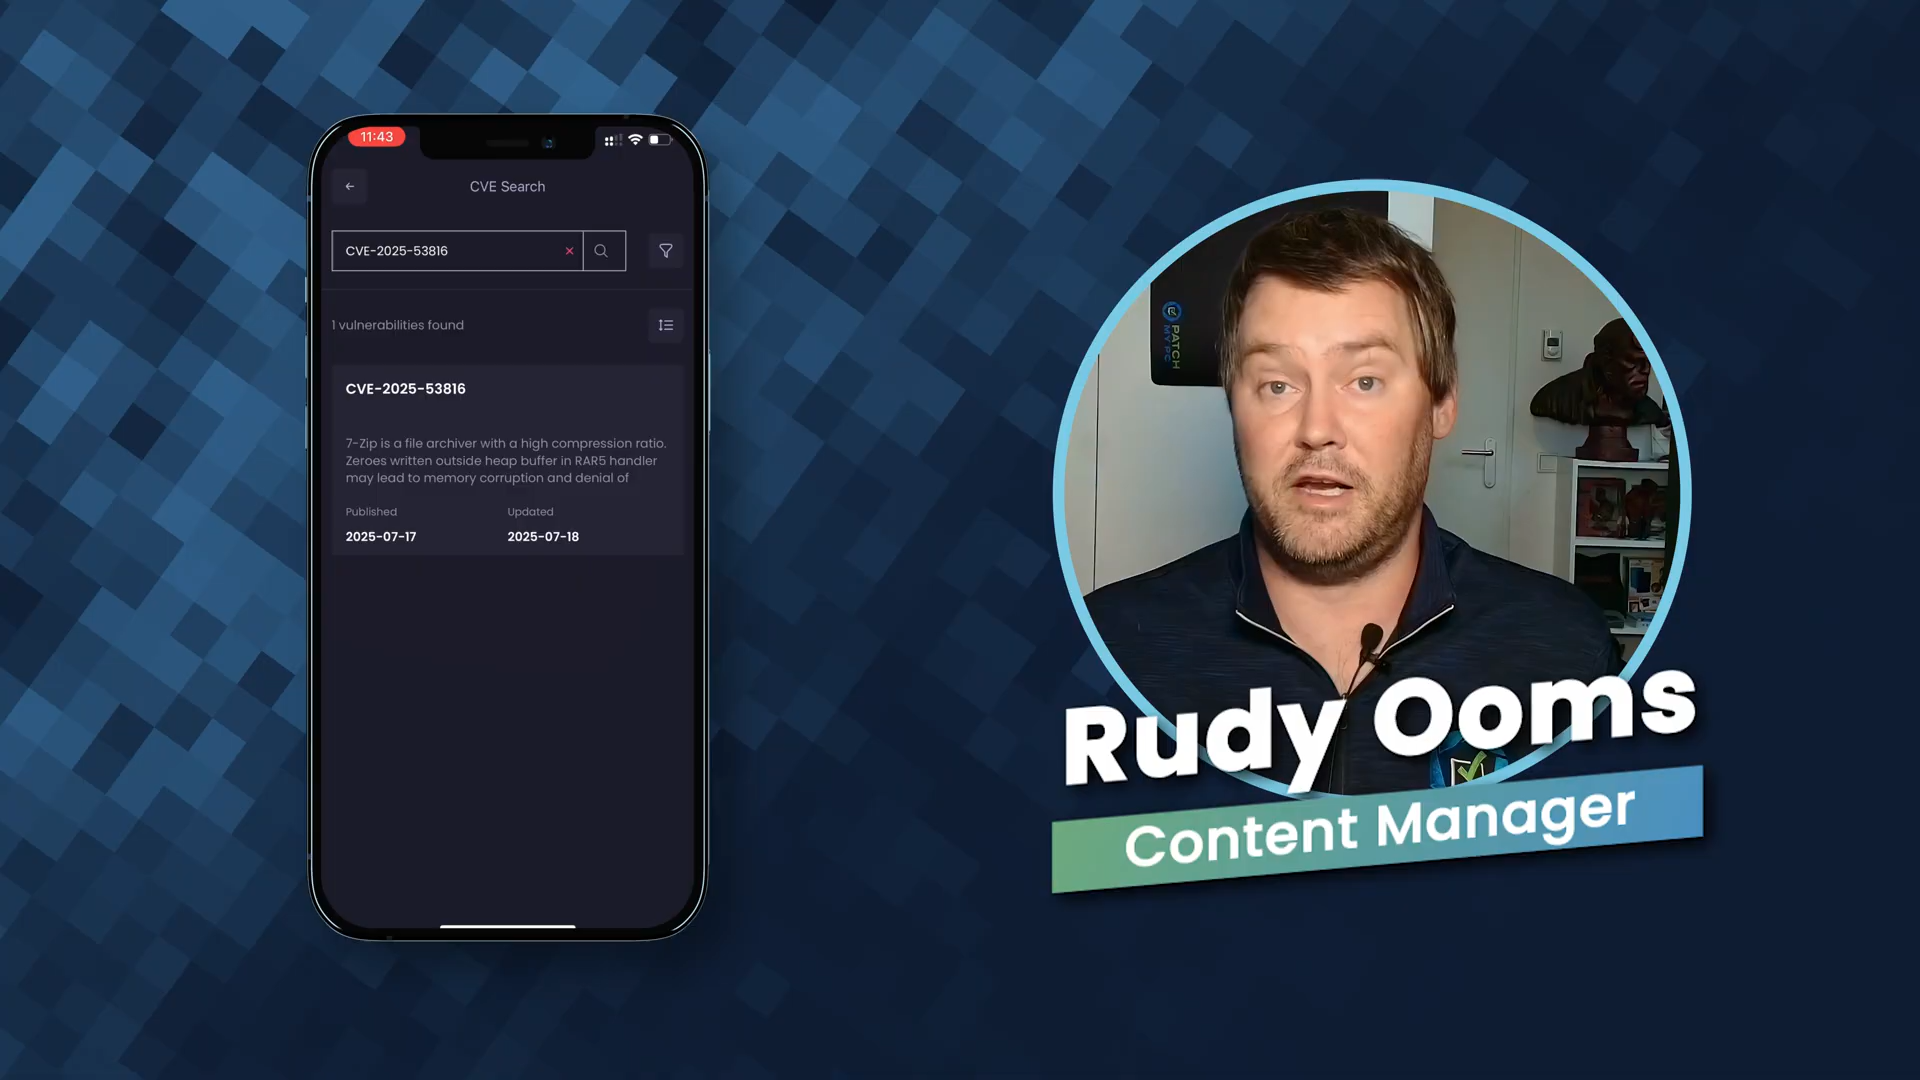 11:43
CVE Search
CVE-2025-53816
1 vulnerabilities found
CVE-2025-53816
7-Zip is a file archiver with a high compression ratio.
Zeroes written outside heap buffer in RAR5 handler
may lead to memory corruption and denial of
Published
Updated
2025-07-17
2025-07-18
PATCH
MY PC
Rudy Ooms
Content Manager